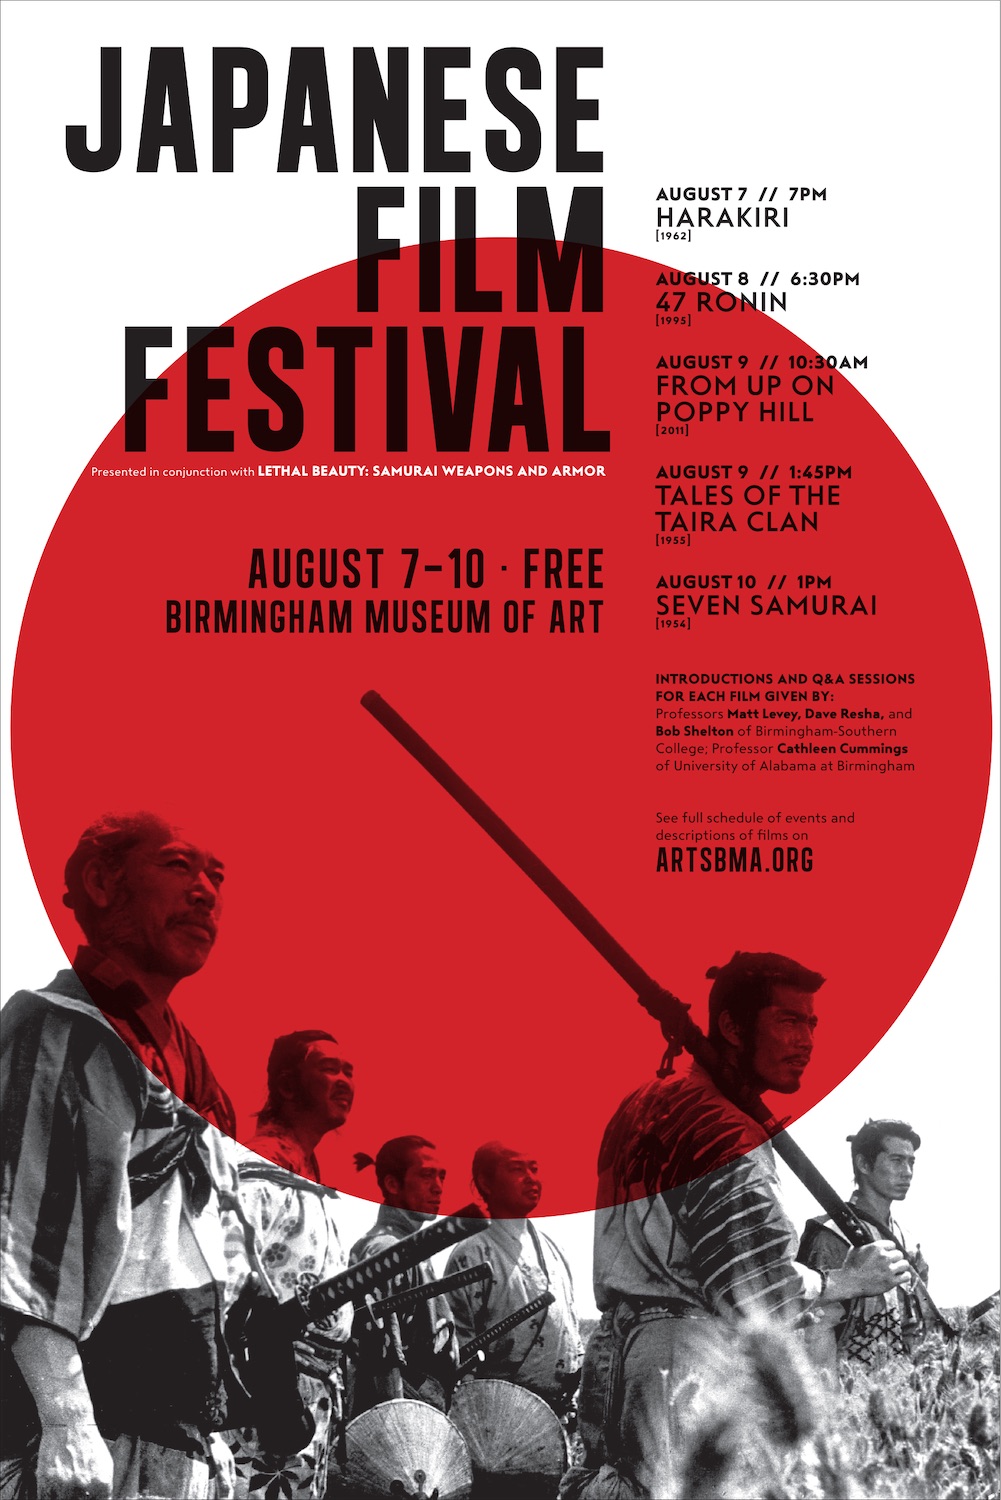 JAPANESE
FILM
FESTIVAL
Presented in conjunction with LETHAL BEAUTY: SAMURAI WEAPONS AND ARMOR
AUGUST 7–10 · FREE
BIRMINGHAM MUSEUM OF ART
AUGUST 7 // 7PM
HARAKIRI
[1962]
AUGUST 8 // 6:30PM
47 RONIN
[1995]
AUGUST 9 // 10:30AM
FROM UP ON
POPPY HILL
[2011]
AUGUST 9 // 1:45PM
TALES OF THE
TAIRA CLAN
[1955]
AUGUST 10 // 1PM
SEVEN SAMURAI
[1954]
INTRODUCTIONS AND Q&A SESSIONS
FOR EACH FILM GIVEN BY:
Professors Matt Levey, Dave Resha, and
Bob Shelton of Birmingham-Southern
College; Professor Cathleen Cummings
of University of Alabama at Birmingham
See full schedule of events and
descriptions of films on
ARTSBMA.ORG